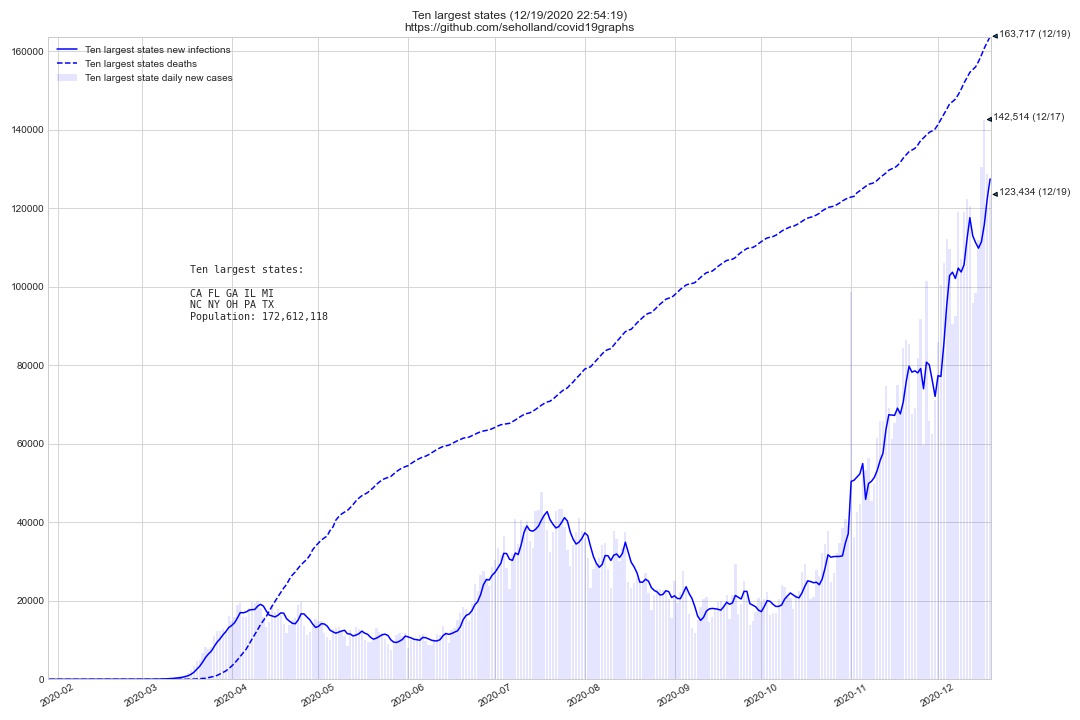 Ten largest states (12/19/2020 22:54:19)
https://github.com/seholland/covid19graphs
Ten largest states new infections
Ten largest states deaths
Ten largest state daily new cases
163,717 (12/19)
142,514 (12/17)
123,434 (12/19)
160000
140000
120000
100000
80000
60000
40000
20000
0
Ten largest states:
CA FL GA IL MI
NC NY OH PA TX
Population: 172,612,118
2020-02
2020-03
2020-04
2020-05
2020-06
2020-07
2020-08
2020-09
2020-10
2020-11
2020-12